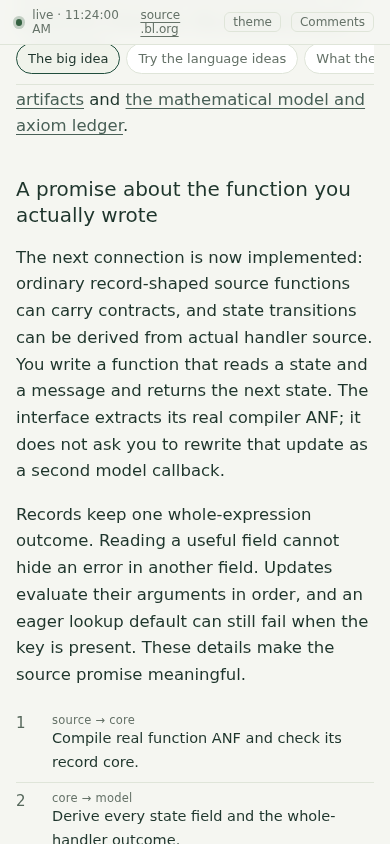 live · 11:24:00 AM
source.bl.org
theme
Comments
The big idea
Try the language ideas
What the
artifacts and the mathematical model and
axiom ledger.
A promise about the function you
actually wrote
The next connection is now implemented:
ordinary record-shaped source functions
can carry contracts, and state transitions
can be derived from actual handler source.
You write a function that reads a state and
a message and returns the next state. The
interface extracts its real compiler ANF; it
does not ask you to rewrite that update as
a second model callback.
Records keep one whole-expression
outcome. Reading a useful field cannot
hide an error in another field. Updates
evaluate their arguments in order, and an
eager lookup default can still fail when the
key is present. These details make the
source promise meaningful.
1
source → core
Compile real function ANF and check its
record core.
2
core → model
Derive every state field and the whole-
handler outcome.